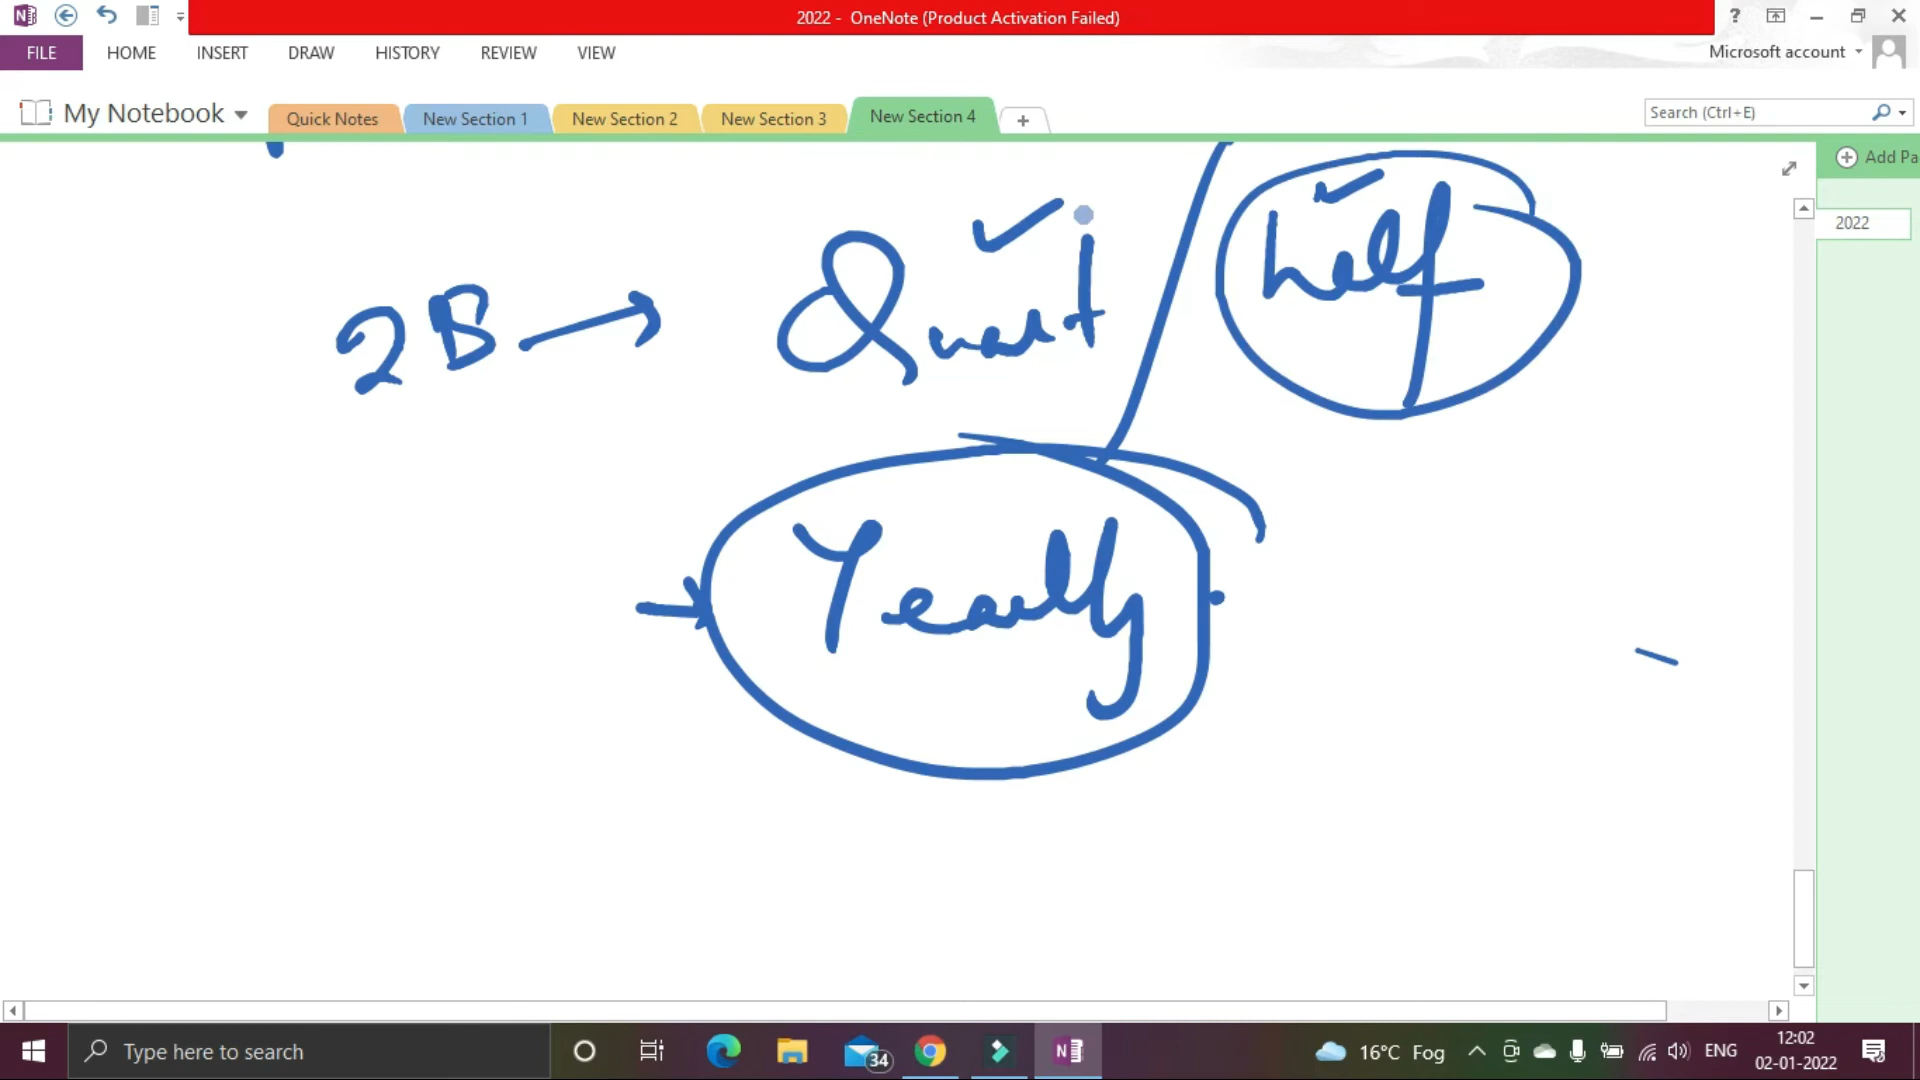 2022 - OneNote (Product Activation Failed)
?
FILE HOME INSERT DRAW HISTORY REVIEW VIEW
Microsoft account
My Notebook
Quick Notes New Section 1 New Section 2 New Section 3 New Section 4 +
Search (Ctrl+E)
Add Pa
2022
half
2B → Quart
Yearly
Type here to search
34
16°C Fog
ENG
12:02
02-01-2022